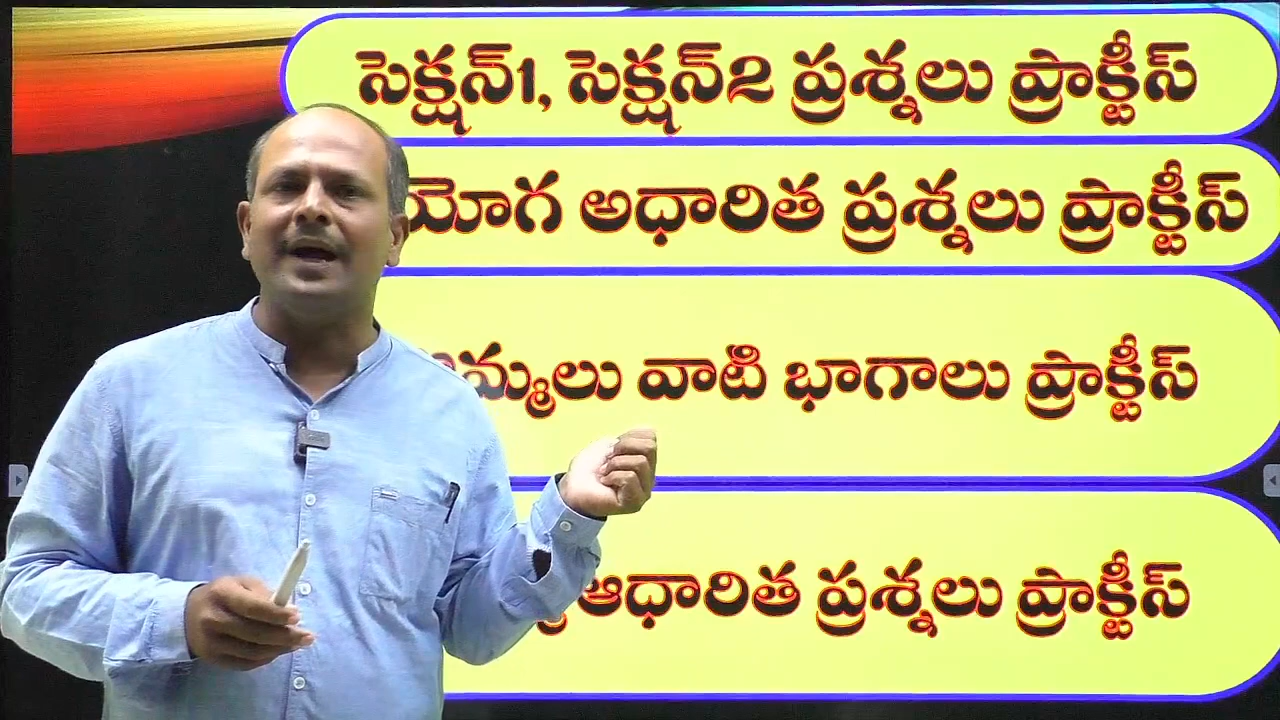 సెక్షన్1, సెక్షన్2 ప్రశ్నలు ప్రాక్టీస్
యోగ అధారిత ప్రశ్నలు ప్రాక్టీస్
వాటి భాగాలు ప్రాక్టీస్
ఆధారిత ప్రశ్నలు ప్రాక్టీస్